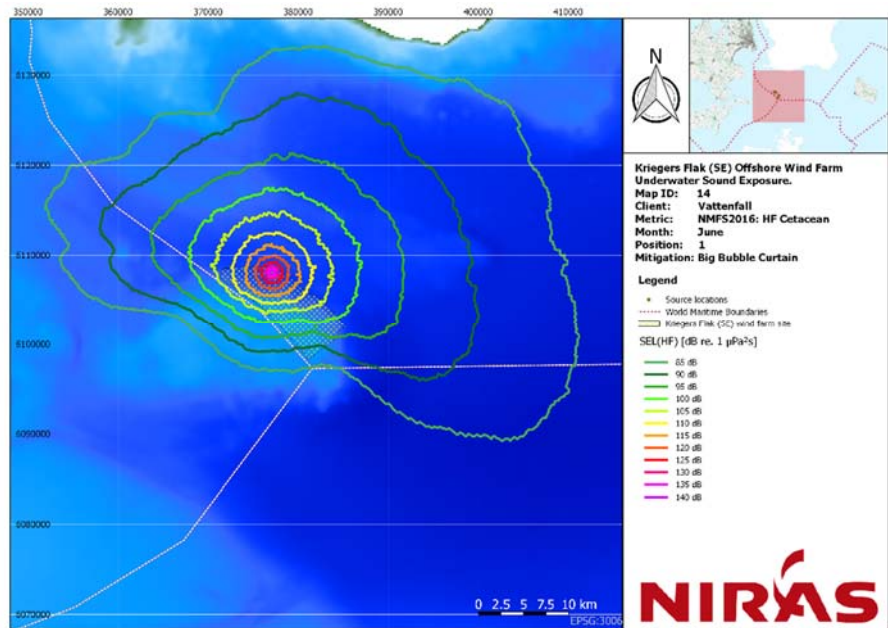 350000 360000 370000 380000 390000 400000 410000
6130000
6120000
6110000
6100000
6090000
6080000
6070000
0 2.5 5 7.5 10 km
EPSG:3006
N
Kriegers Flak (SE) Offshore Wind Farm
Underwater Sound Exposure.
Map ID: 14
Client: Vattenfall
Metric: NMFS2016: HF Cetacean
Month: June
Position: 1
Mitigation: Big Bubble Curtain
Legend
Source locations
World Maritime Boundaries
Kriegers Flak (SE) wind farm site
SEL(HF) [dB re. 1 µPa²s]
85 dB
90 dB
95 dB
100 dB
105 dB
110 dB
115 dB
120 dB
125 dB
130 dB
135 dB
140 dB
NIRAS